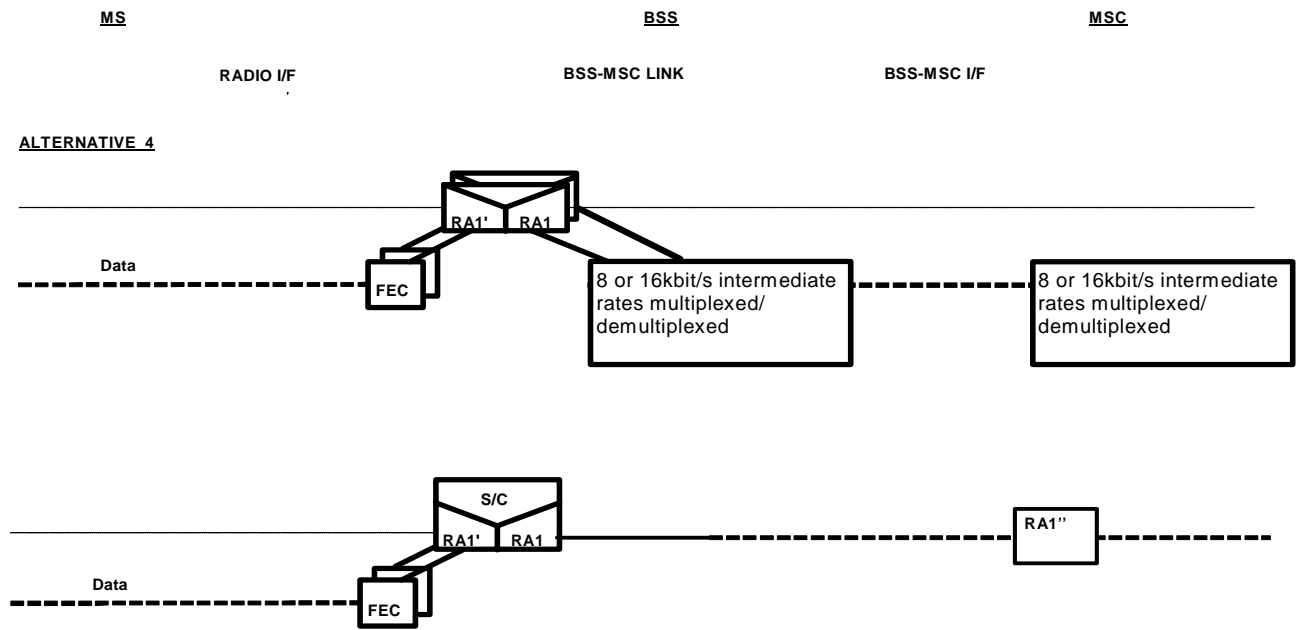 MS BSS MSC
RADIO I/F BSS-MSC LINK BSS-MSC I/F
ALTERNATIVE 4
RA1' RA1
Data
FEC
8 or 16kbit/s intermediate
rates multiplexed/
demultiplexed
8 or 16kbit/s intermediate
rates multiplexed/
demultiplexed
S/C
RA1' RA1
RA1’’
Data
FEC